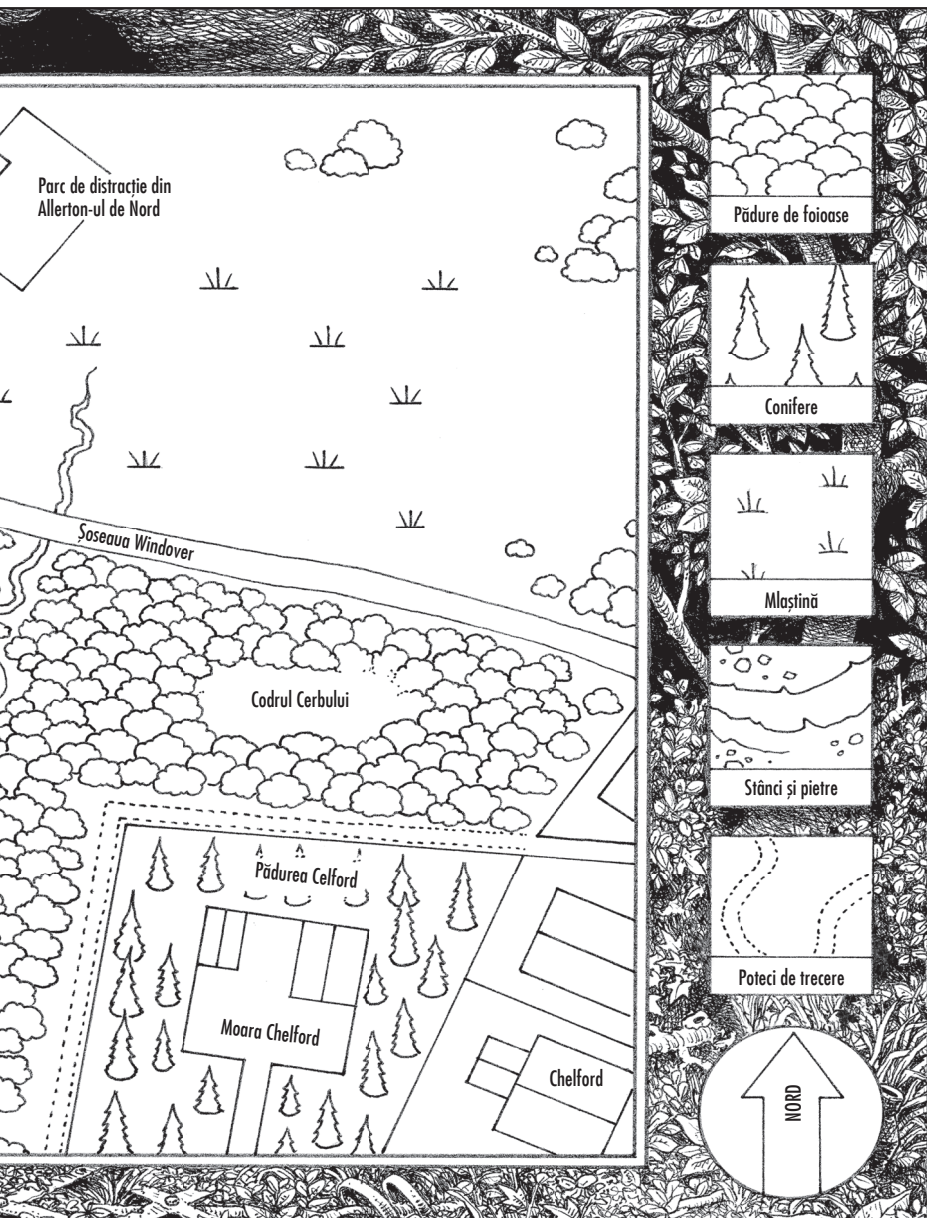 Parc de distracție din
Allerton-ul de Nord
Șoseaua Windover
Codrul Cerbului
Pădurea Celford
Moara Chelford
Chelford
Pădure de foioase
Conifere
Mlaștină
Stânci și pietre
Poteci de trecere
NORD